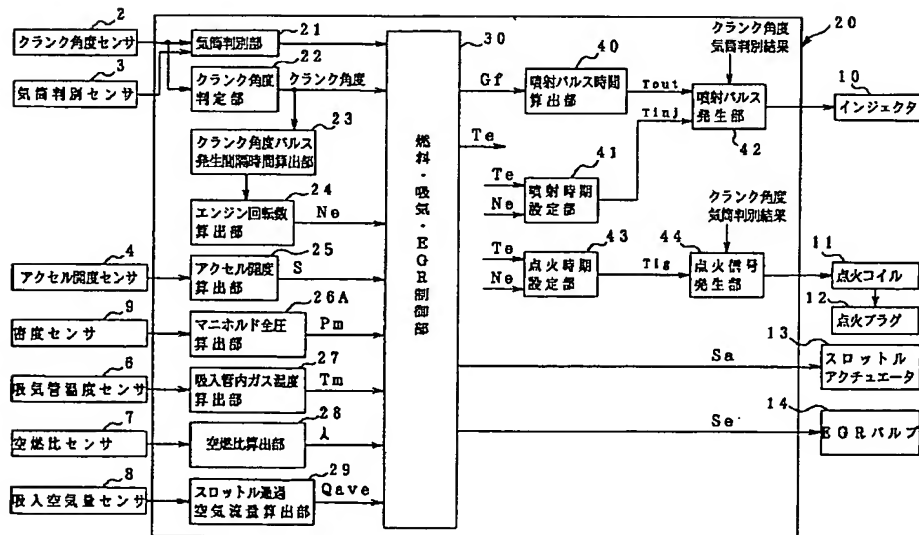 2
クランク角度センサ
3
気筒判別センサ
4
アクセル開度センサ
9
密度センサ
6
吸気管温度センサ
7
空燃比センサ
8
吸入空気量センサ
21
気筒判別部
22
クランク角度
判定部
クランク角度
23
クランク角度パルス
発生間隔時間算出部
24
エンジン回転数
算出部
Ne
25
アクセル開度
算出部
S
26A
マニホルド全圧
算出部
Pm
27
吸入管内ガス温度
算出部
Tm
28
空燃比算出部
λ
29
スロットル通過
空気流量算出部
Qave
30
燃料・吸気・EGR制御部
Gf
Te
40
噴射パルス時間
算出部
Tout
Tinj
41
Te
Ne
噴射時期
設定部
クランク角度
気筒判別結果
噴射パルス
発生部
42
43
Te
Ne
点火時期
設定部
Tig
クランク角度
気筒判別結果
44
点火信号
発生部
Sa
Se
20
10
インジェクタ
11
点火コイル
12
点火プラグ
13
スロットル
アクチュエータ
14
EGRバルブ